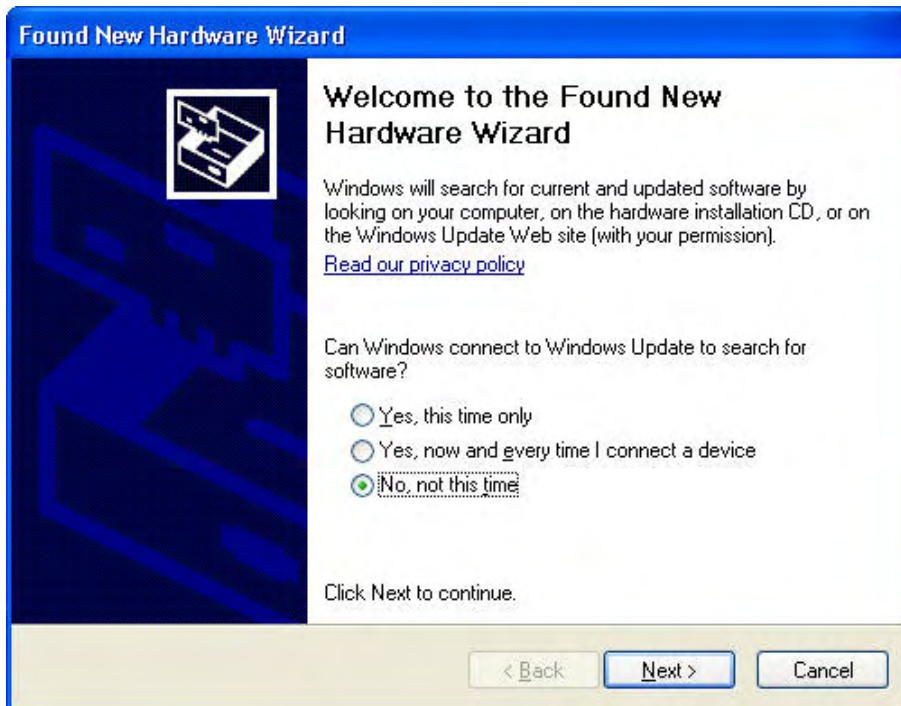 Found New Hardware Wizard
Welcome to the Found New
Hardware Wizard
Windows will search for current and updated software by
looking on your computer, on the hardware installation CD, or on
the Windows Update Web site (with your permission).
Read our privacy policy
Can Windows connect to Windows Update to search for
software?
Yes, this time only
Yes, now and every time I connect a device
No, not this time
Click Next to continue.
< Back
Next >
Cancel